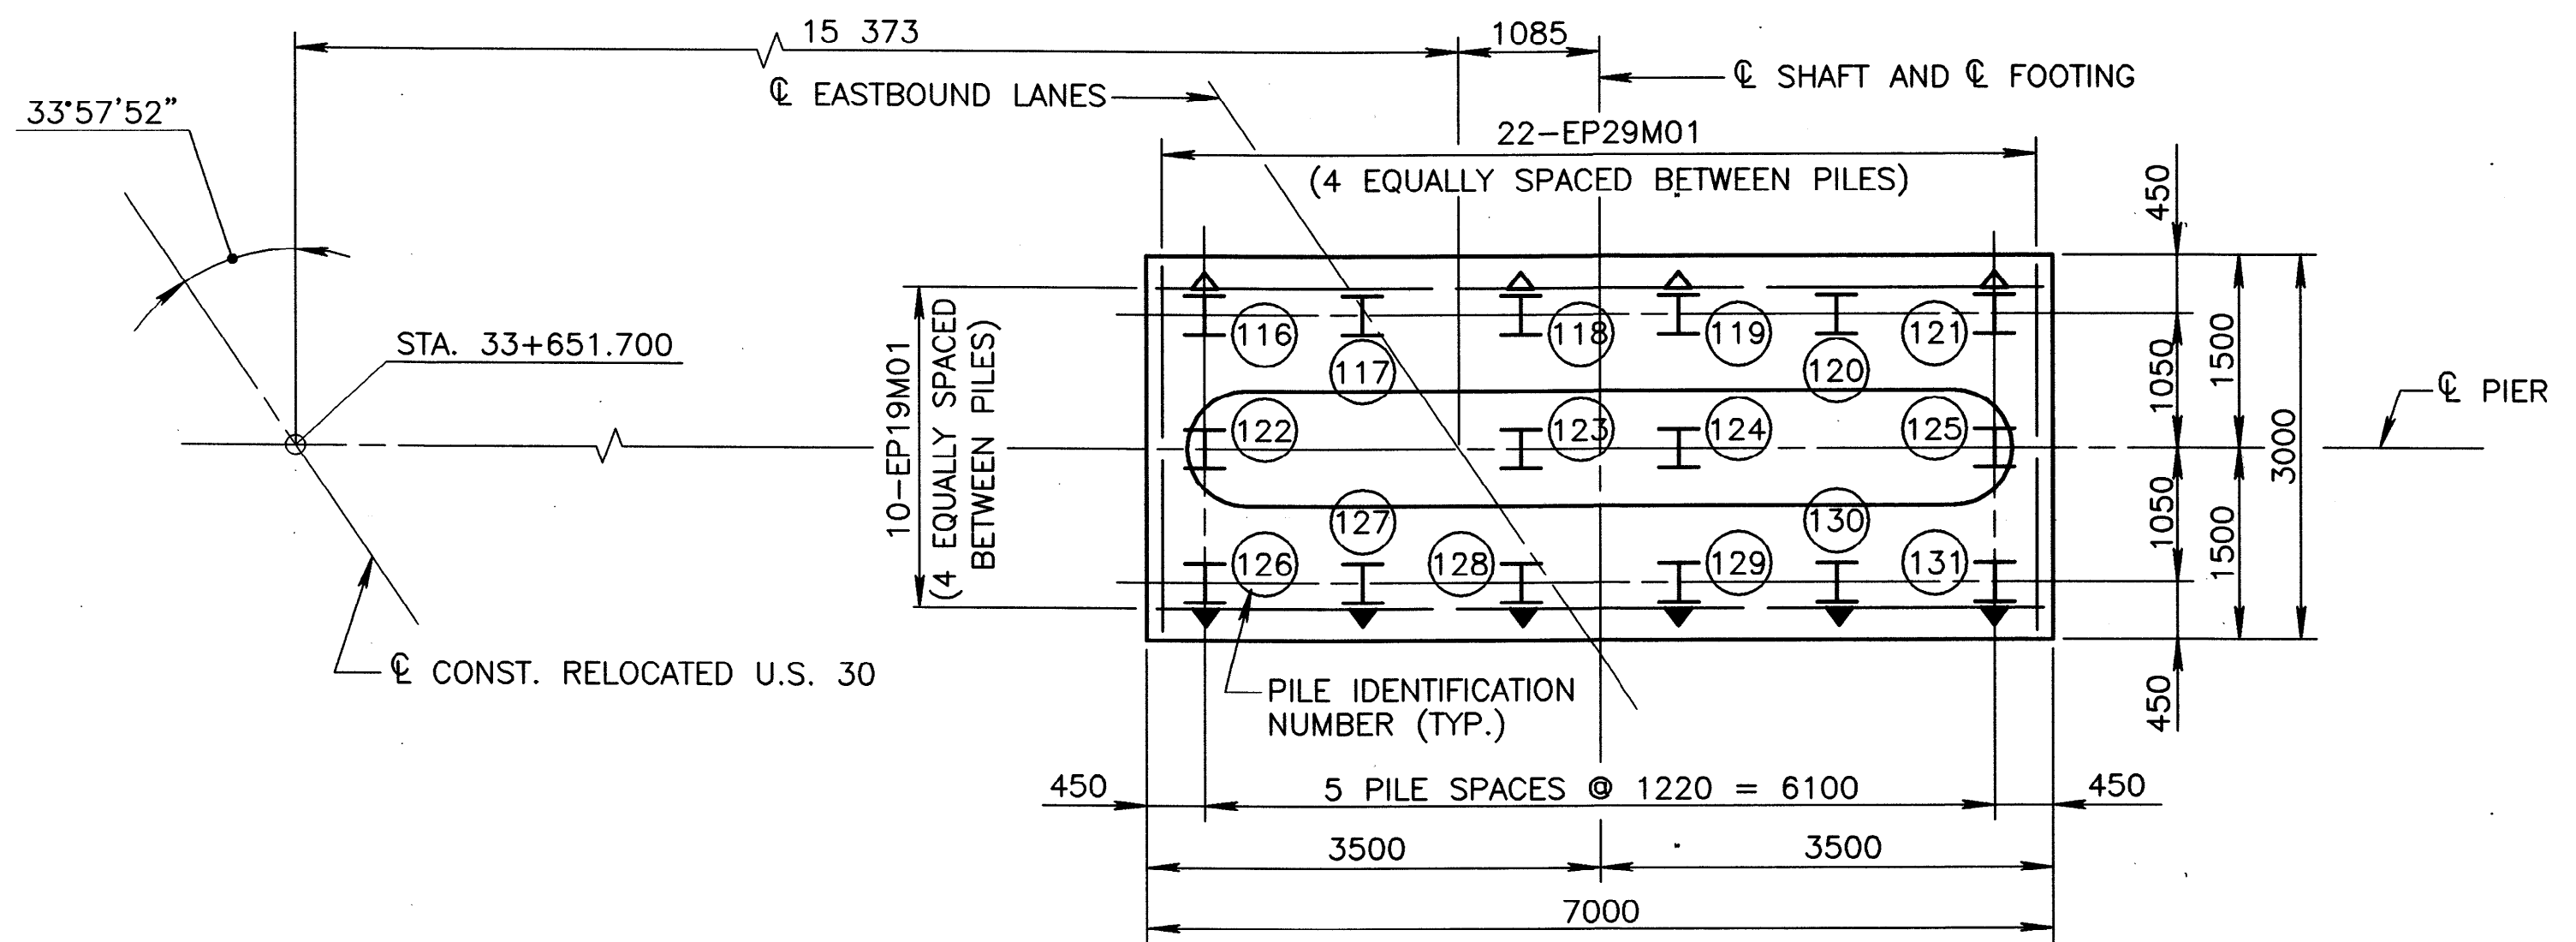 15 373
1085
℄ SHAFT AND ℄ FOOTING
℄ EASTBOUND LANES
33°57'52"
22-EP29M01
(4 EQUALLY SPACED BETWEEN PILES)
450
STA. 33+651.700
10-EP19M01
(4 EQUALLY SPACED
BETWEEN PILES)
116
117
118
119
120
121
1050
1500
3000
℄ PIER
122
123
124
125
126
127
128
129
130
131
1050
1500
450
℄ CONST. RELOCATED U.S. 30
PILE IDENTIFICATION
NUMBER (TYP.)
450
5 PILE SPACES @ 1220 = 6100
450
3500
3500
7000